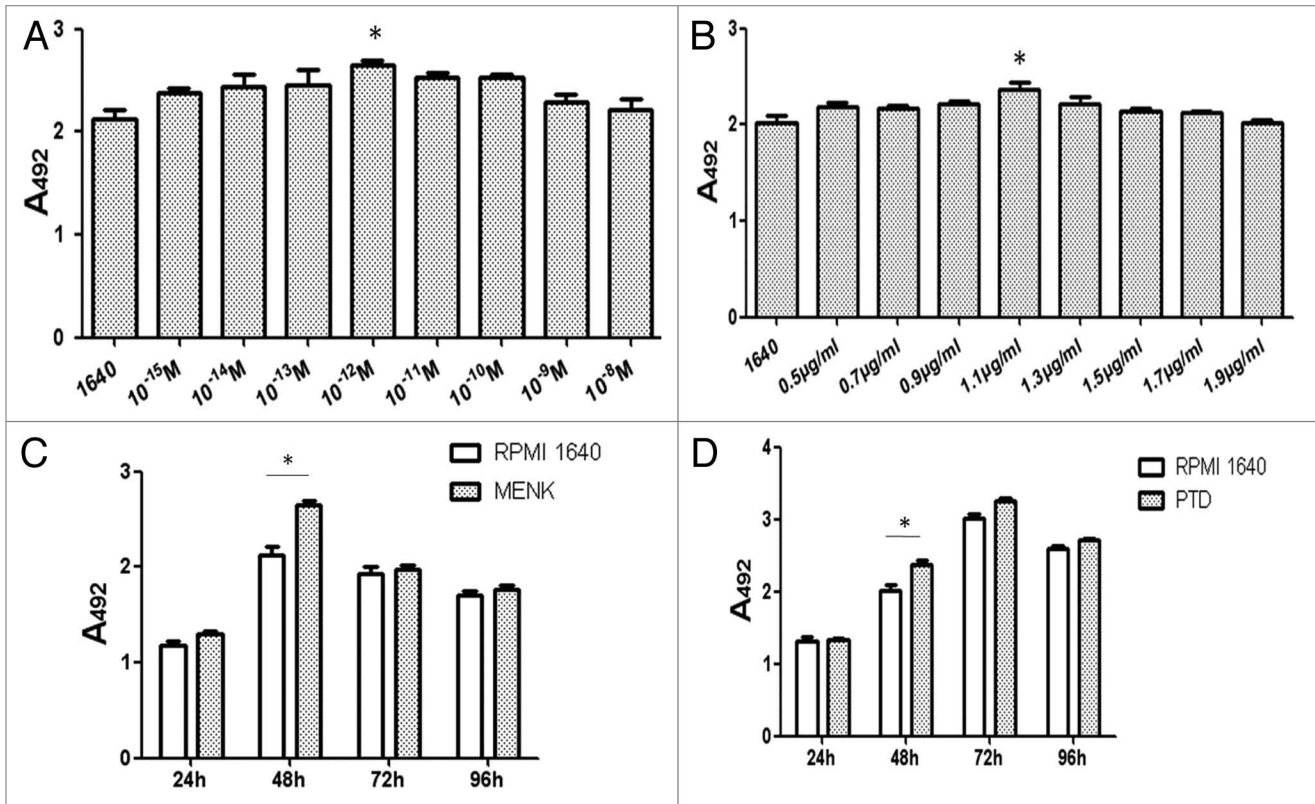 A
3
2
1
0
A492
*
1640
10⁻¹⁵M
10⁻¹⁴M
10⁻¹³M
10⁻¹²M
10⁻¹¹M
10⁻¹⁰M
10⁻⁹M
10⁻⁸M
B
3
2
1
0
A492
*
1640
0.5μg/ml
0.7μg/ml
0.9μg/ml
1.1μg/ml
1.3μg/ml
1.5μg/ml
1.7μg/ml
1.9μg/ml
C
RPMI 1640
MENK
3
2
1
0
A492
*
24h
48h
72h
96h
D
RPMI 1640
PTD
4
3
2
1
0
A492
*
24h
48h
72h
96h